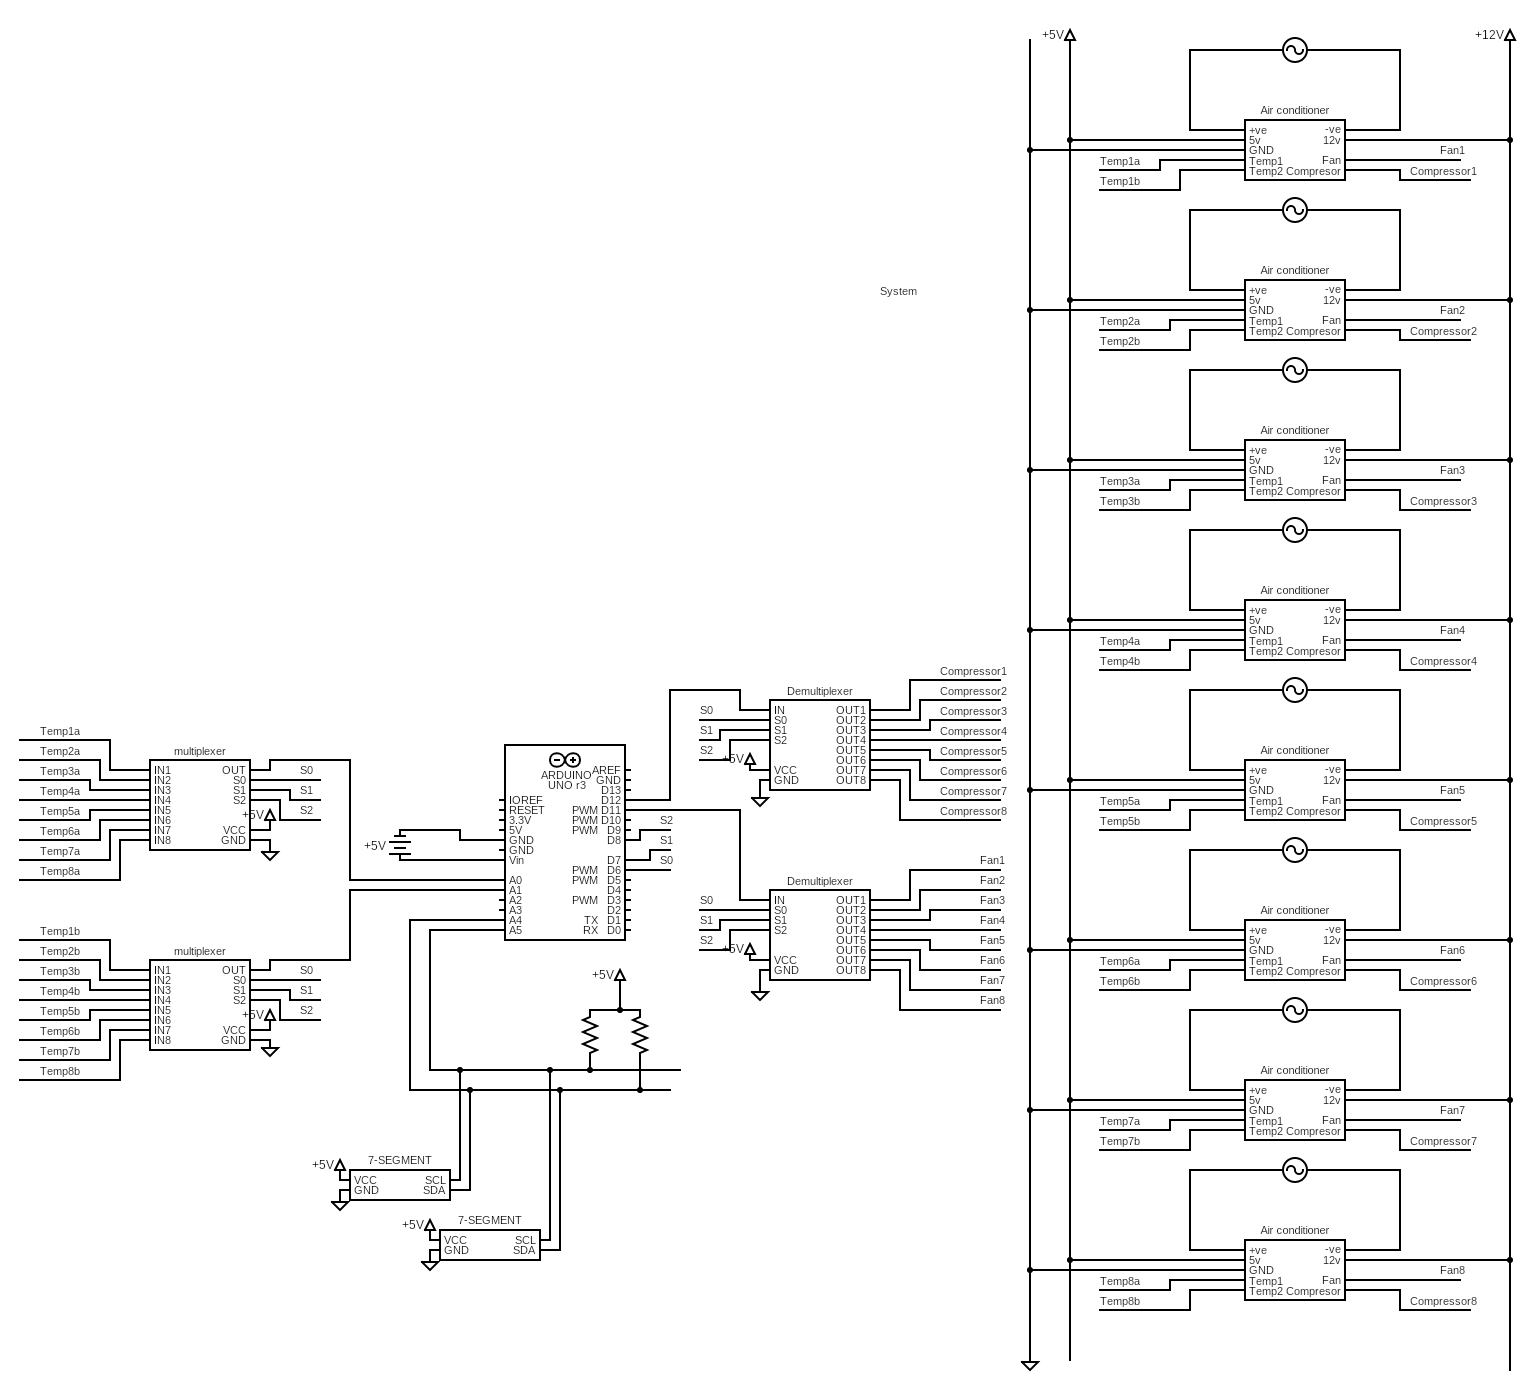 System
Temp1a
Temp2a
Temp3a
Temp4a
Temp5a
Temp6a
Temp7a
Temp8a
multiplexer
IN1 OUT
IN2 S0
IN3 S1
IN4 S2
IN5
IN6
IN7 VCC
IN8 GND
S0
S1
S2
+5V
Temp1b
Temp2b
Temp3b
Temp4b
Temp5b
Temp6b
Temp7b
Temp8b
multiplexer
IN1 OUT
IN2 S0
IN3 S1
IN4 S2
IN5
IN6
IN7 VCC
IN8 GND
S0
S1
S2
+5V
+5V
ARDUINO
UNO r3
IOREF
RESET
3.3V
5V
GND
GND
Vin
A0
A1
A2
A3
A4
A5
AREF
GND
D13
D12
PWM D11
PWM D10
PWM D9
D8
D7
PWM D6
PWM D5
D4
PWM D3
D2
TX D1
RX D0
S2
S1
S0
+5V
+5V
7-SEGMENT
VCC SCL
GND SDA
+5V
7-SEGMENT
VCC SCL
GND SDA
Demultiplexer
S0
S1
S2
+5V
IN OUT1
S0 OUT2
S1 OUT3
S2 OUT4
OUT5
OUT6
VCC OUT7
GND OUT8
Compressor1
Compressor2
Compressor3
Compressor4
Compressor5
Compressor6
Compressor7
Compressor8
Demultiplexer
S0
S1
S2
+5V
IN OUT1
S0 OUT2
S1 OUT3
S2 OUT4
OUT5
OUT6
VCC OUT7
GND OUT8
Fan1
Fan2
Fan3
Fan4
Fan5
Fan6
Fan7
Fan8
+5V
+12V
Air conditioner
+ve -ve
5v 12v
GND
Temp1 Fan
Temp2 Compresor
Temp1a
Temp1b
Fan1
Compressor1
Air conditioner
+ve -ve
5v 12v
GND
Temp1 Fan
Temp2 Compresor
Temp2a
Temp2b
Fan2
Compressor2
Air conditioner
+ve -ve
5v 12v
GND
Temp1 Fan
Temp2 Compresor
Temp3a
Temp3b
Fan3
Compressor3
Air conditioner
+ve -ve
5v 12v
GND
Temp1 Fan
Temp2 Compresor
Temp4a
Temp4b
Fan4
Compressor4
Air conditioner
+ve -ve
5v 12v
GND
Temp1 Fan
Temp2 Compresor
Temp5a
Temp5b
Fan5
Compressor5
Air conditioner
+ve -ve
5v 12v
GND
Temp1 Fan
Temp2 Compresor
Temp6a
Temp6b
Fan6
Compressor6
Air conditioner
+ve -ve
5v 12v
GND
Temp1 Fan
Temp2 Compresor
Temp7a
Temp7b
Fan7
Compressor7
Air conditioner
+ve -ve
5v 12v
GND
Temp1 Fan
Temp2 Compresor
Temp8a
Temp8b
Fan8
Compressor8